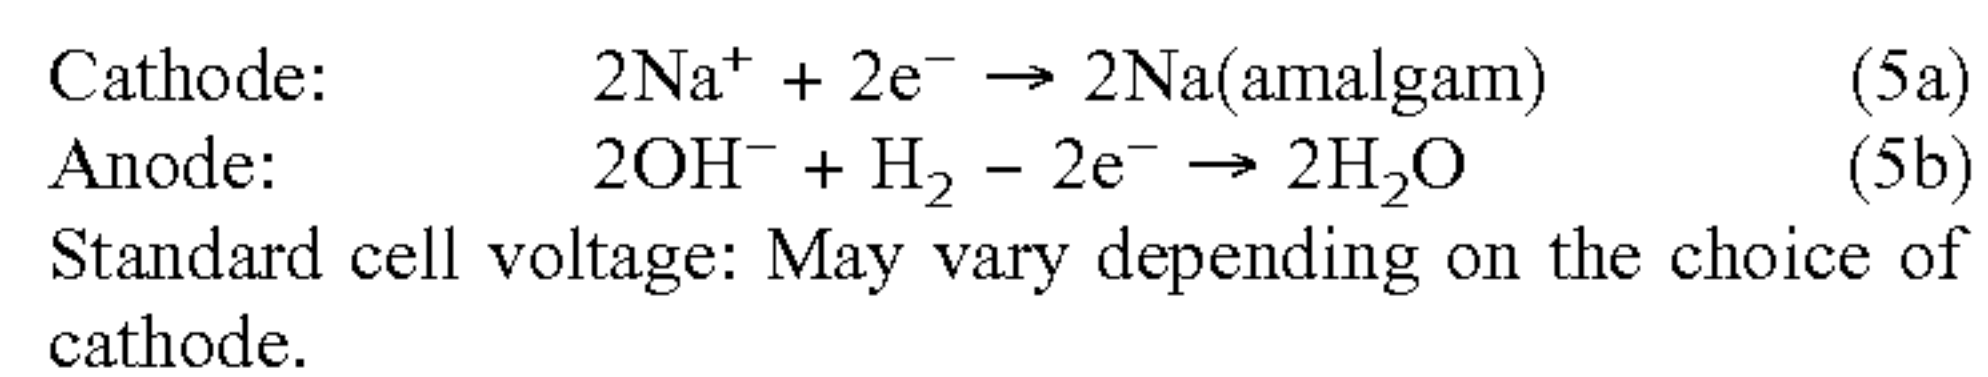 Cathode: 2Na⁺ + 2e⁻ → 2Na(amalgam) (5a)
Anode: 2OH⁻ + H₂ − 2e⁻ → 2H₂O (5b)
Standard cell voltage: May vary depending on the choice of
cathode.